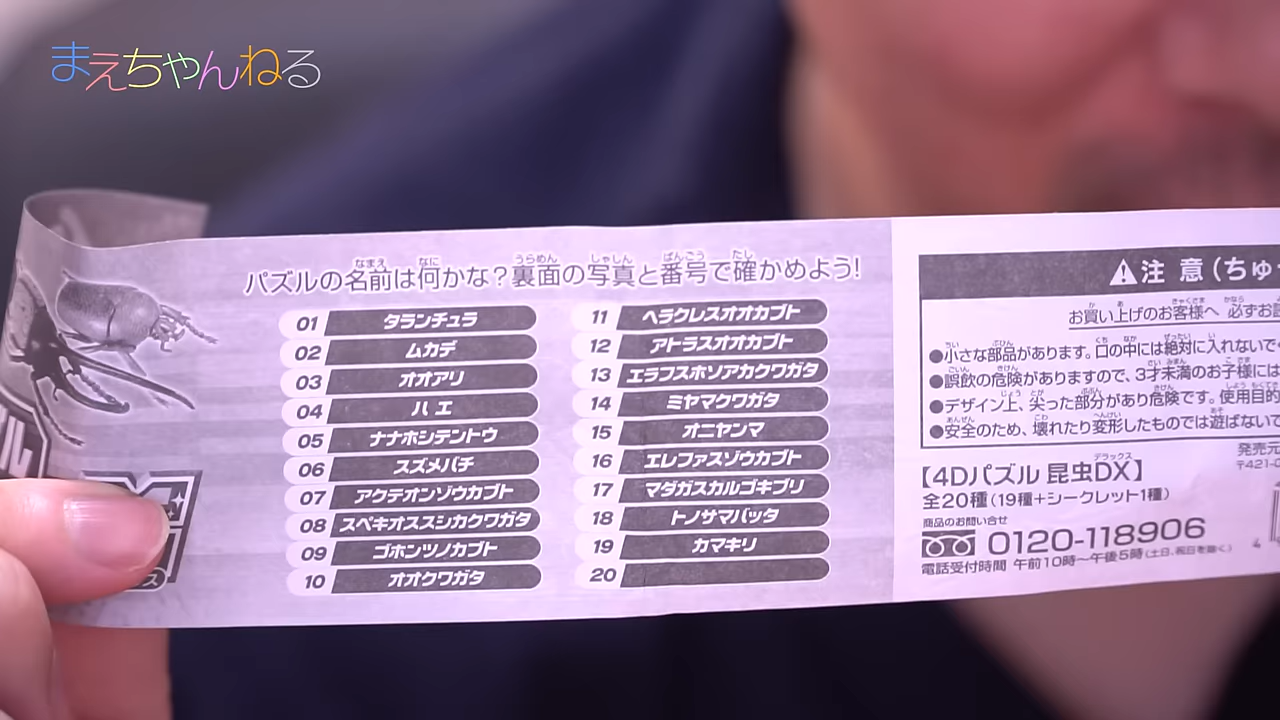 まえちゃんねる
パズルの名前は何かな？裏面の写真と番号で確かめよう！
01 タランチュラ
02 ムカデ
03 オオアリ
04 ハエ
05 ナナホシテントウ
06 スズメバチ
07 アクテオンゾウカブト
08 スペキオススシカクワガタ
09 ゴホンツノカブト
10 オオクワガタ
11 ヘラクレスオオカブト
12 アトラスオオカブト
13 エラフスホソアカクワガタ
14 ミヤマクワガタ
15 オニヤンマ
16 エレファスゾウカブト
17 マダガスカルゴキブリ
18 トノサマバッタ
19 カマキリ
20
注意（ちゅ
お買い上げのお客様へ 必ずお読
●小さな部品があります。口の中には絶対に入れないで
●誤飲の危険がありますので、3才未満のお子様には
●デザイン上、尖った部分があり危険です。使用目的
●安全のため、壊れたり変形したものでは遊ばないで
発売元
〒421-0
【4Dパズル 昆虫DX】
全20種（19種＋シークレット1種）
商品のお問い合せ
0120-118906
電話受付時間 午前10時〜午後5時（土日、祝日を除く。）
4